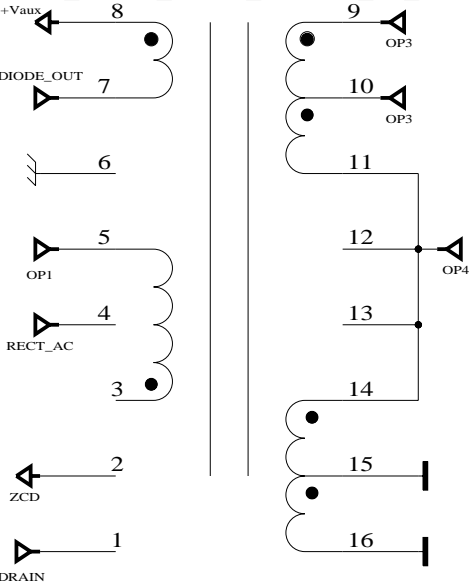 +Vaux 8 9
OP3
DIODE_OUT 7 10
OP3
6 11
5 12
OP1 OP4
4 13
RECT_AC
3 14
2 15
ZCD
1 16
DRAIN